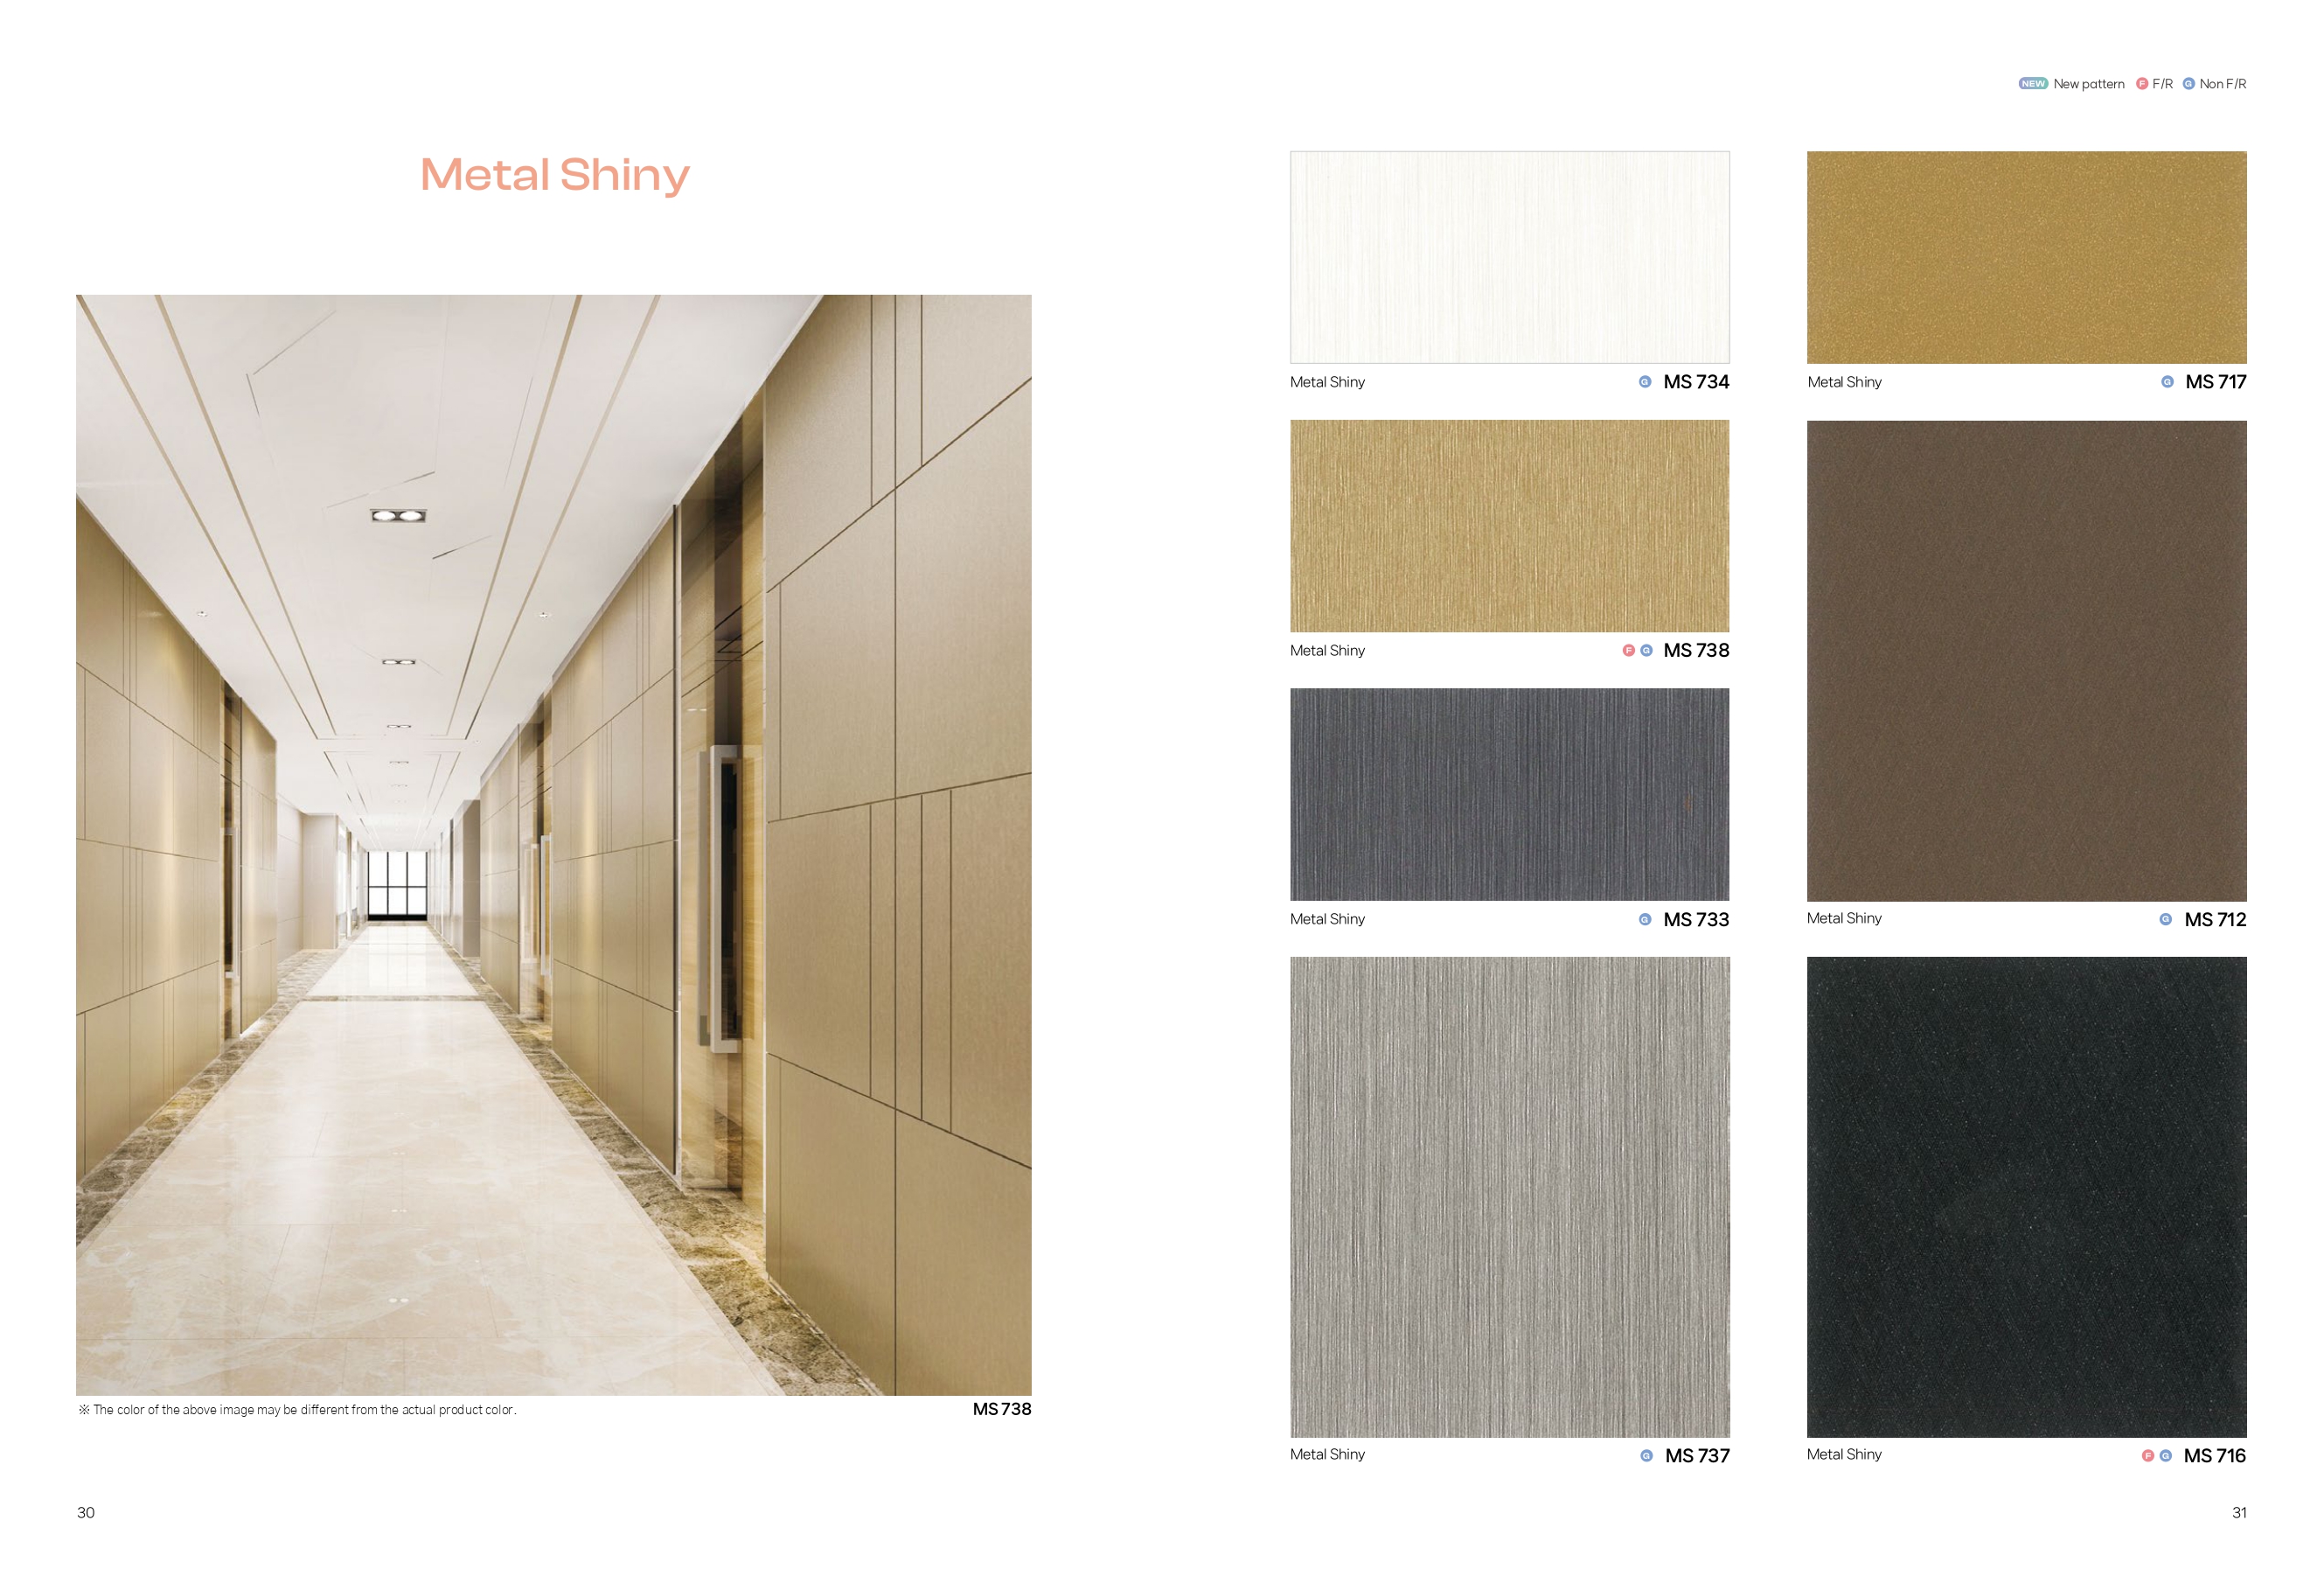 NEW New pattern F F/R G Non F/R
Metal Shiny
※ The color of the above image may be different from the actual product color.
MS 738
30
Metal Shiny G MS 734
Metal Shiny F G MS 738
Metal Shiny G MS 733
Metal Shiny G MS 737
Metal Shiny G MS 717
Metal Shiny G MS 712
Metal Shiny F G MS 716
31